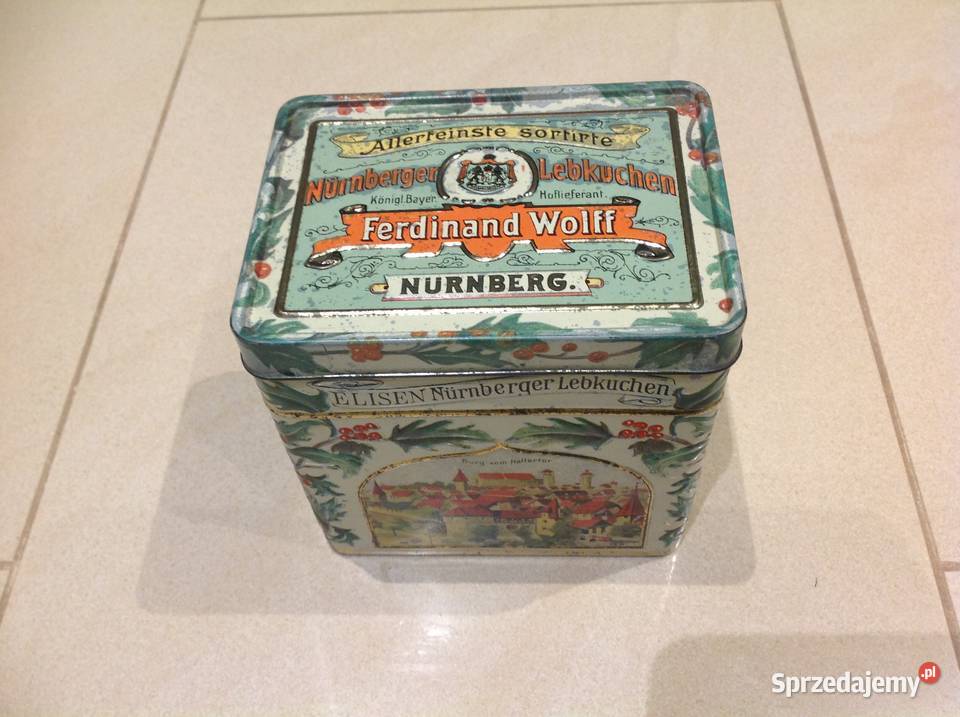 Allerfeinste sortirte
Nürnberger Lebkuchen
Königl. Bayer. Hoflieferant.
Ferdinand Wolff
NURNBERG.
ELISEN Nürnberger Lebkuchen
Burg vom Hallertor
Sprzedajemy.pl